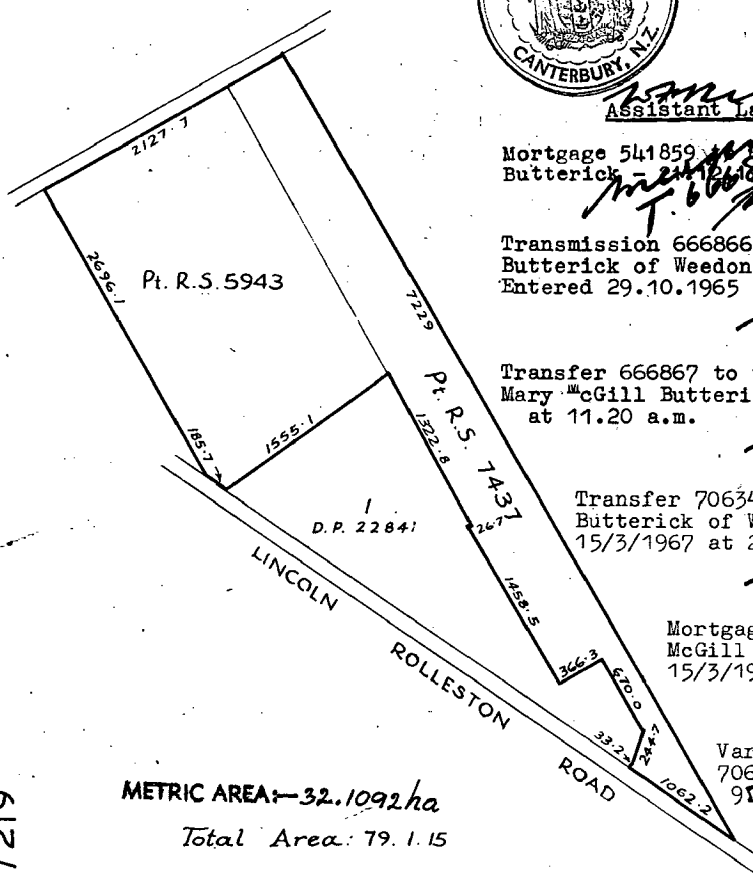 CANTERBURY, N.Z.
Assistant La
Mortgage 541859
Butterick -
T. 666
Transmission 666866
Butterick of Weedon
Entered 29.10.1965
Transfer 666867 to
Mary McGill Butteri
at 11.20 a.m.
Transfer 70634
Butterick of W
15/3/1967 at 2
Mortgag
McGill
15/3/19
Var
706
2127.7
2696.1
Pt. R.S. 5943
7229
Pt. R.S. 7437
185.7
1555.1
1322.8
1
D.P. 22841
26.7
1458.5
366.3
670.0
244.7
33.2
1062.2
LINCOLN ROLLESTON ROAD
METRIC AREA:-32.1092ha
Total Area: 79.1.15
7219